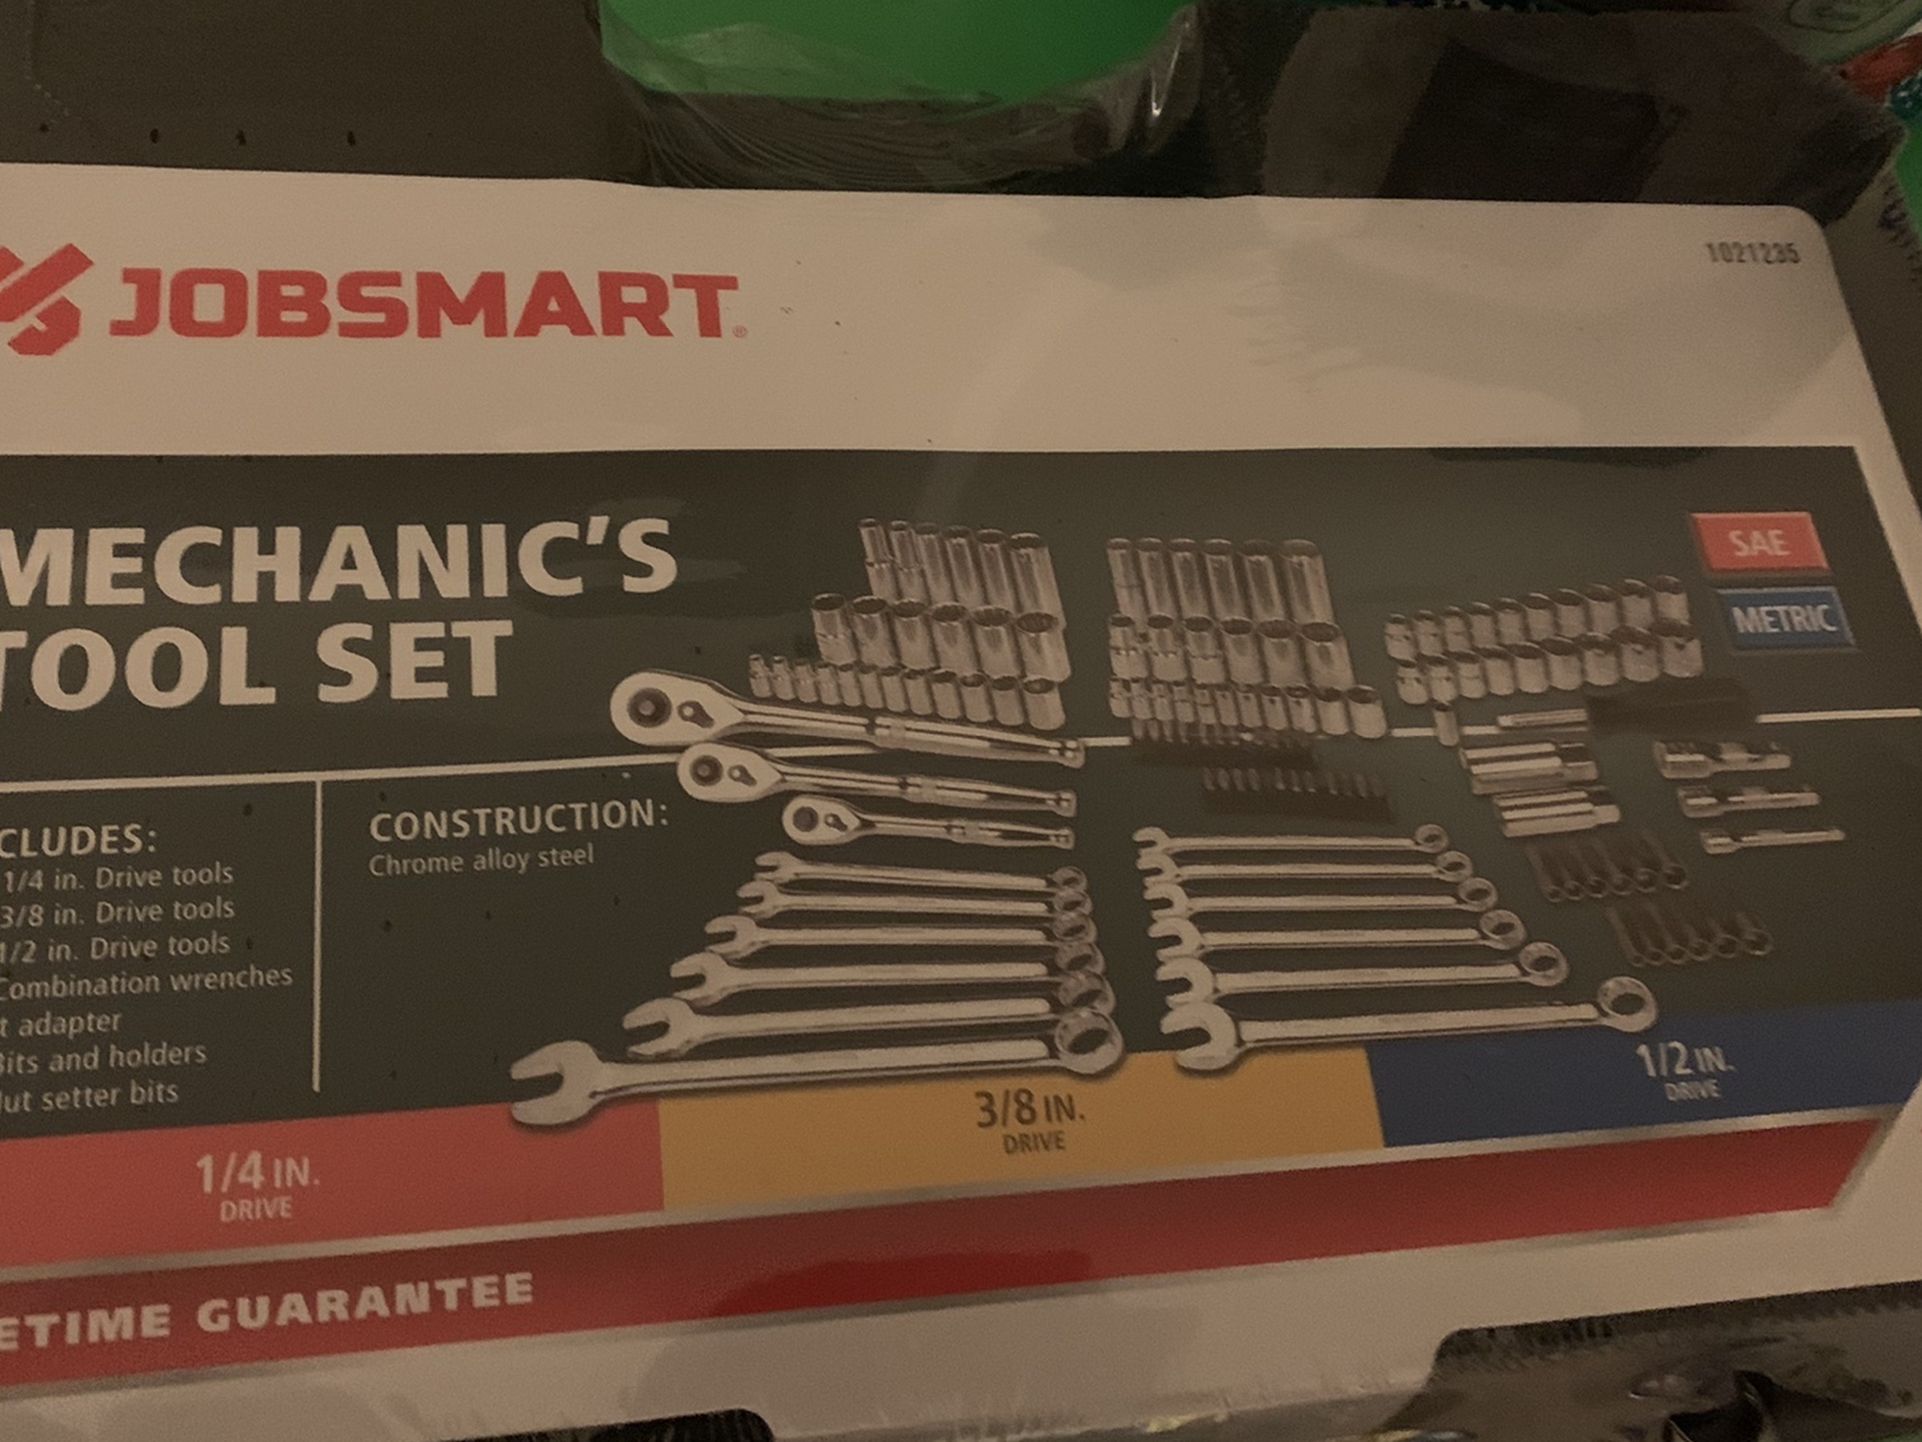 JOBSMART®
1021235
MECHANIC'S
TOOL SET
SAE
METRIC
CLUDES:
1/4 in. Drive tools
3/8 in. Drive tools
1/2 in. Drive tools
Combination wrenches
t adapter
Bits and holders
Nut setter bits
CONSTRUCTION:
Chrome alloy steel
1/4 IN.
DRIVE
3/8 IN.
DRIVE
1/2 IN.
DRIVE
ETIME GUARANTEE